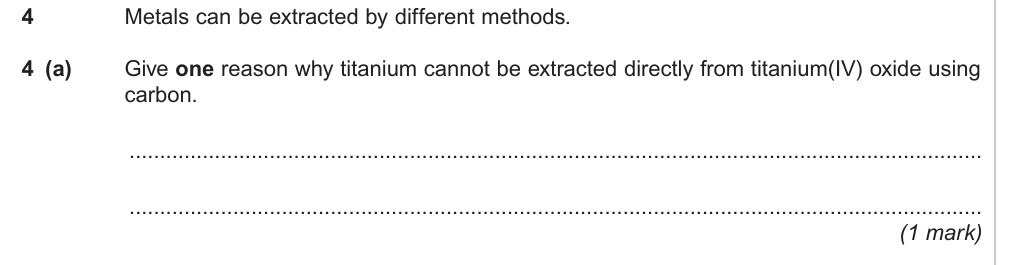 4 Metals can be extracted by different methods.
4 (a) Give one reason why titanium cannot be extracted directly from titanium(IV) oxide using
carbon.
(1 mark)